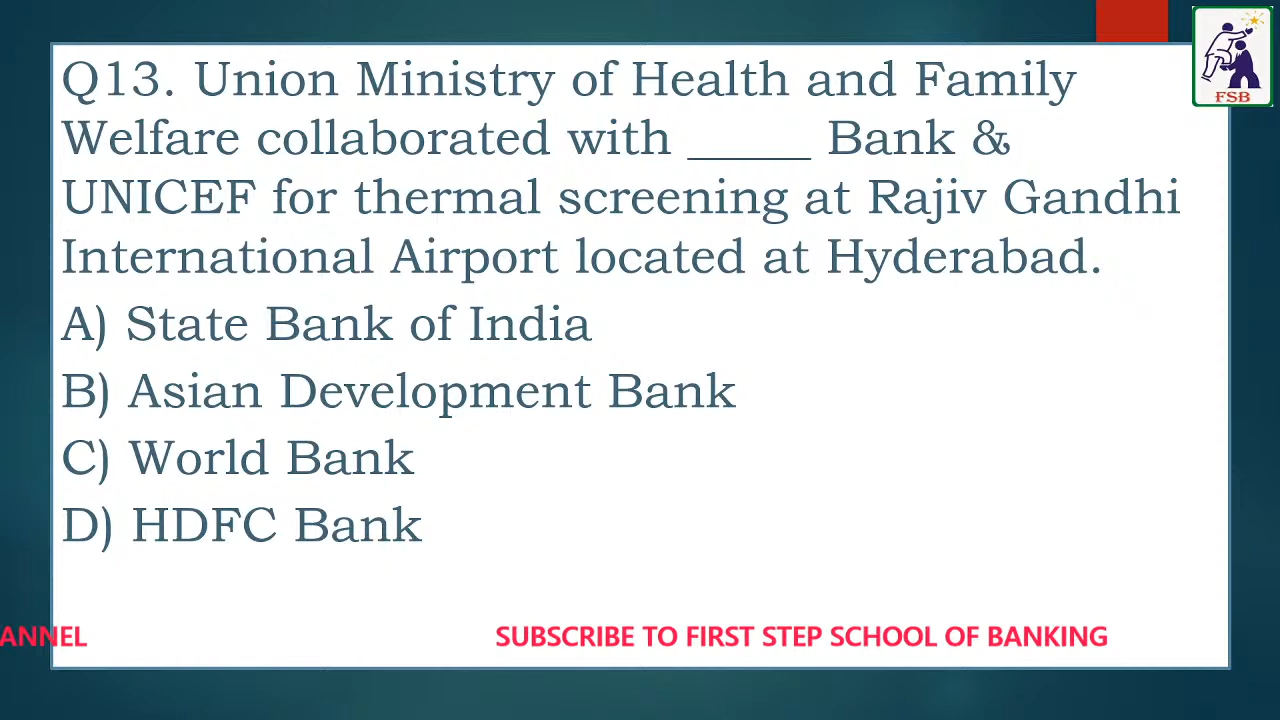 Q13. Union Ministry of Health and Family
Welfare collaborated with _____ Bank &
UNICEF for thermal screening at Rajiv Gandhi
International Airport located at Hyderabad.
A) State Bank of India
B) Asian Development Bank
C) World Bank
D) HDFC Bank
ANNEL SUBSCRIBE TO FIRST STEP SCHOOL OF BANKING
FSB